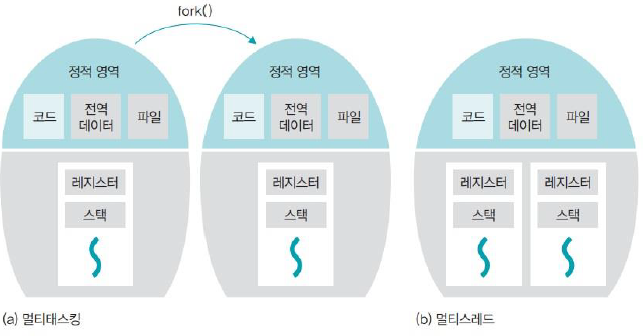 fork()
정적 영역
코드
전역
데이터
파일
레지스터
스택
정적 영역
코드
전역
데이터
파일
레지스터
스택
정적 영역
코드
전역
데이터
파일
레지스터
레지스터
스택
스택
(a) 멀티태스킹
(b) 멀티스레드